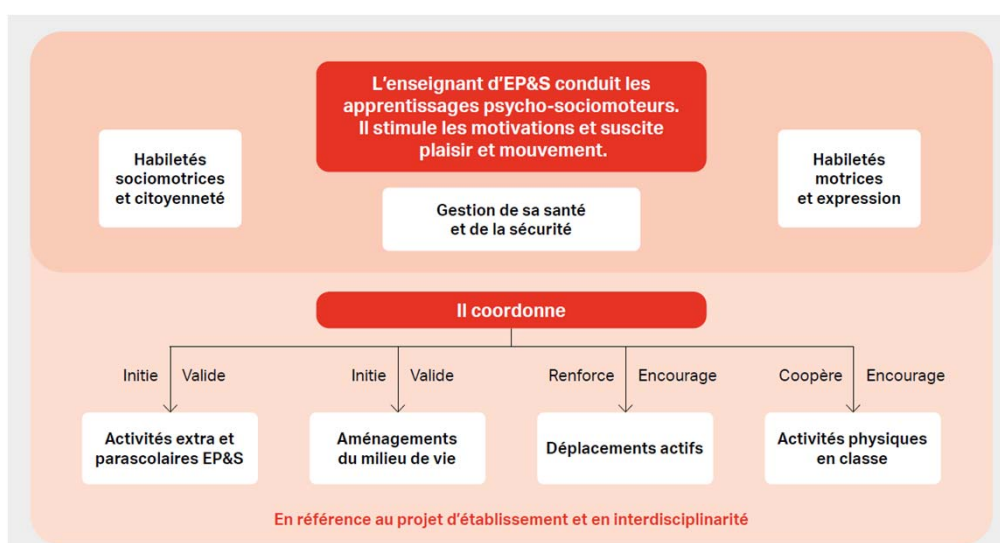 L'enseignant d'EP&S conduit les
apprentissages psycho-sociomoteurs.
Il stimule les motivations et suscite
plaisir et mouvement.
Habiletés
sociomotrices
et citoyenneté
Gestion de sa santé
et de la sécurité
Habiletés
motrices
et expression
Il coordonne
Initie Valide
Initie Valide
Renforce Encourage
Coopère Encourage
Activités extra et
parascolaires EP&S
Aménagements
du milieu de vie
Déplacements actifs
Activités physiques
en classe
En référence au projet d'établissement et en interdisciplinarité